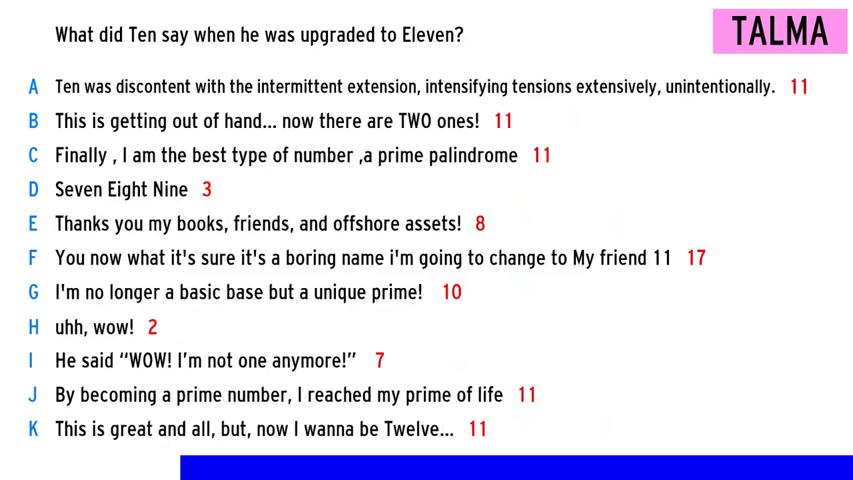 What did Ten say when he was upgraded to Eleven?
TALMA
A Ten was discontent with the intermittent extension, intensifying tensions extensively, unintentionally. 11
B This is getting out of hand... now there are TWO ones! 11
C Finally , I am the best type of number ,a prime palindrome 11
D Seven Eight Nine 3
E Thanks you my books, friends, and offshore assets! 8
F You now what it's sure it's a boring name i'm going to change to My friend 11 17
G I'm no longer a basic base but a unique prime! 10
H uhh, wow! 2
I He said “WOW! I'm not one anymore!” 7
J By becoming a prime number, I reached my prime of life 11
K This is great and all, but, now I wanna be Twelve... 11